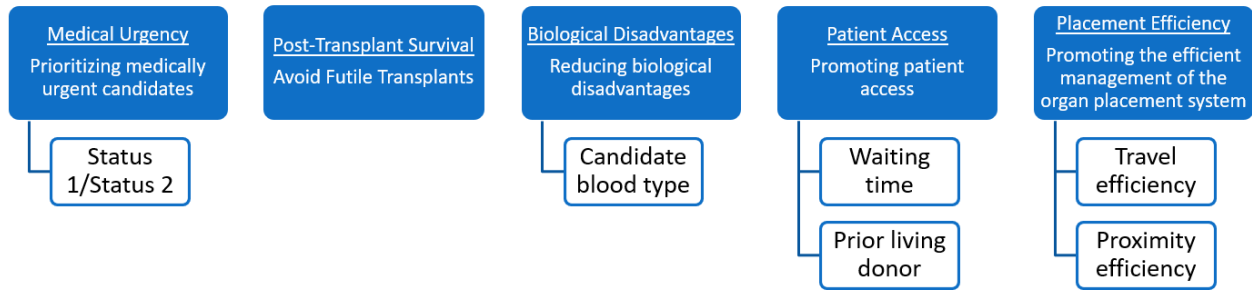 Medical Urgency
Prioritizing medically
urgent candidates
Status
1/Status 2
Post-Transplant Survival
Avoid Futile Transplants
Biological Disadvantages
Reducing biological
disadvantages
Candidate
blood type
Patient Access
Promoting patient
access
Waiting
time
Prior living
donor
Placement Efficiency
Promoting the efficient
management of the
organ placement system
Travel
efficiency
Proximity
efficiency